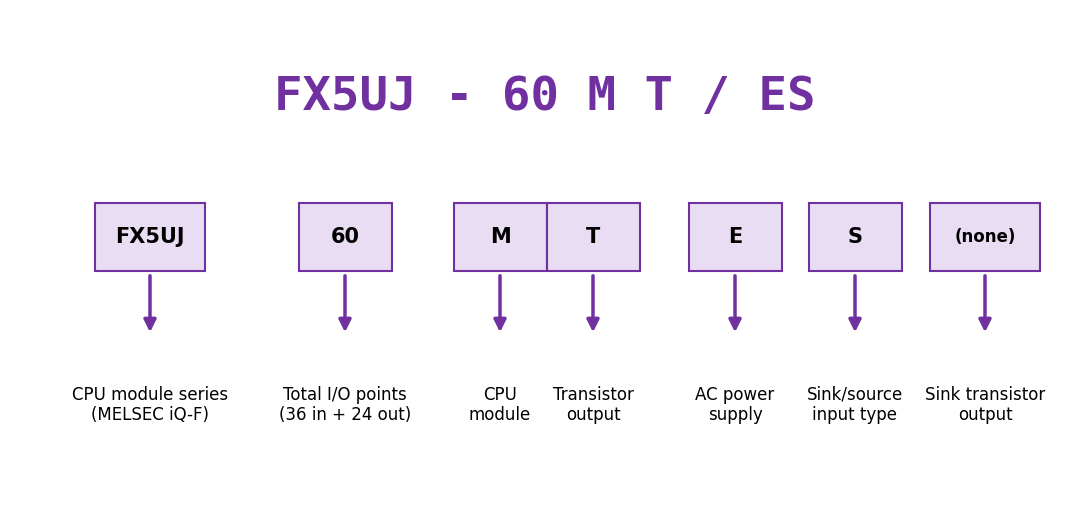 FX5UJ - 60 M T / ES
FX5UJ
60
M
T
E
S
(none)
CPU module series
(MELSEC iQ-F)
Total I/O points
(36 in + 24 out)
CPU
module
Transistor
output
AC power
supply
Sink/source
input type
Sink transistor
output